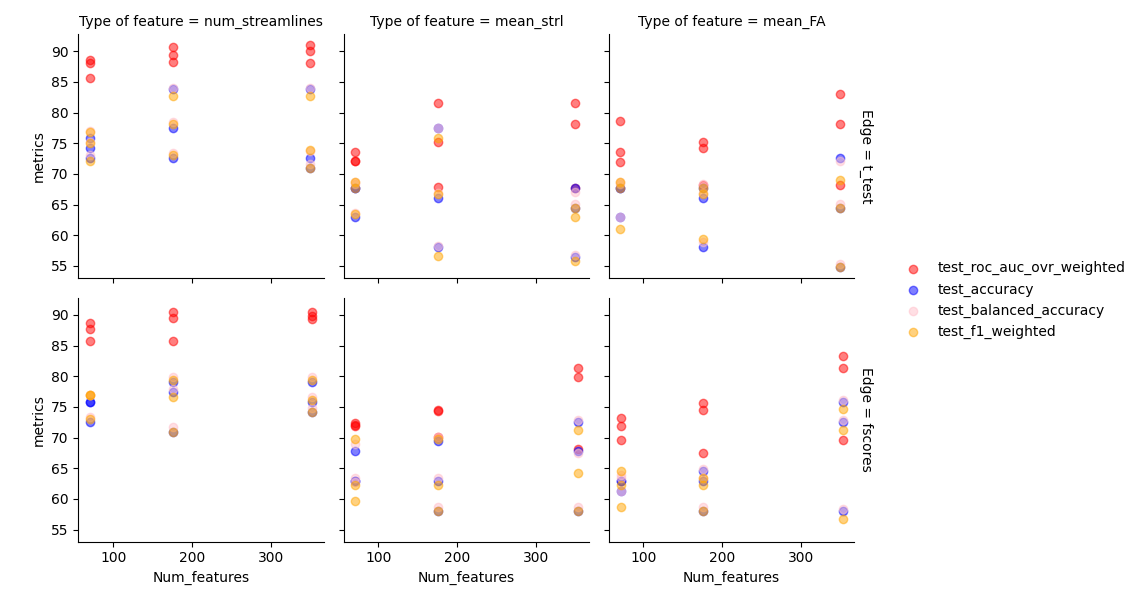 Type of feature = num_streamlines
Type of feature = mean_strl
Type of feature = mean_FA
90
85
80
75
70
65
60
55
metrics
Edge = t_test
90
85
80
75
70
65
60
55
metrics
Edge = fscores
100 200 300
100 200 300
100 200 300
Num_features
Num_features
Num_features
test_roc_auc_ovr_weighted
test_accuracy
test_balanced_accuracy
test_f1_weighted